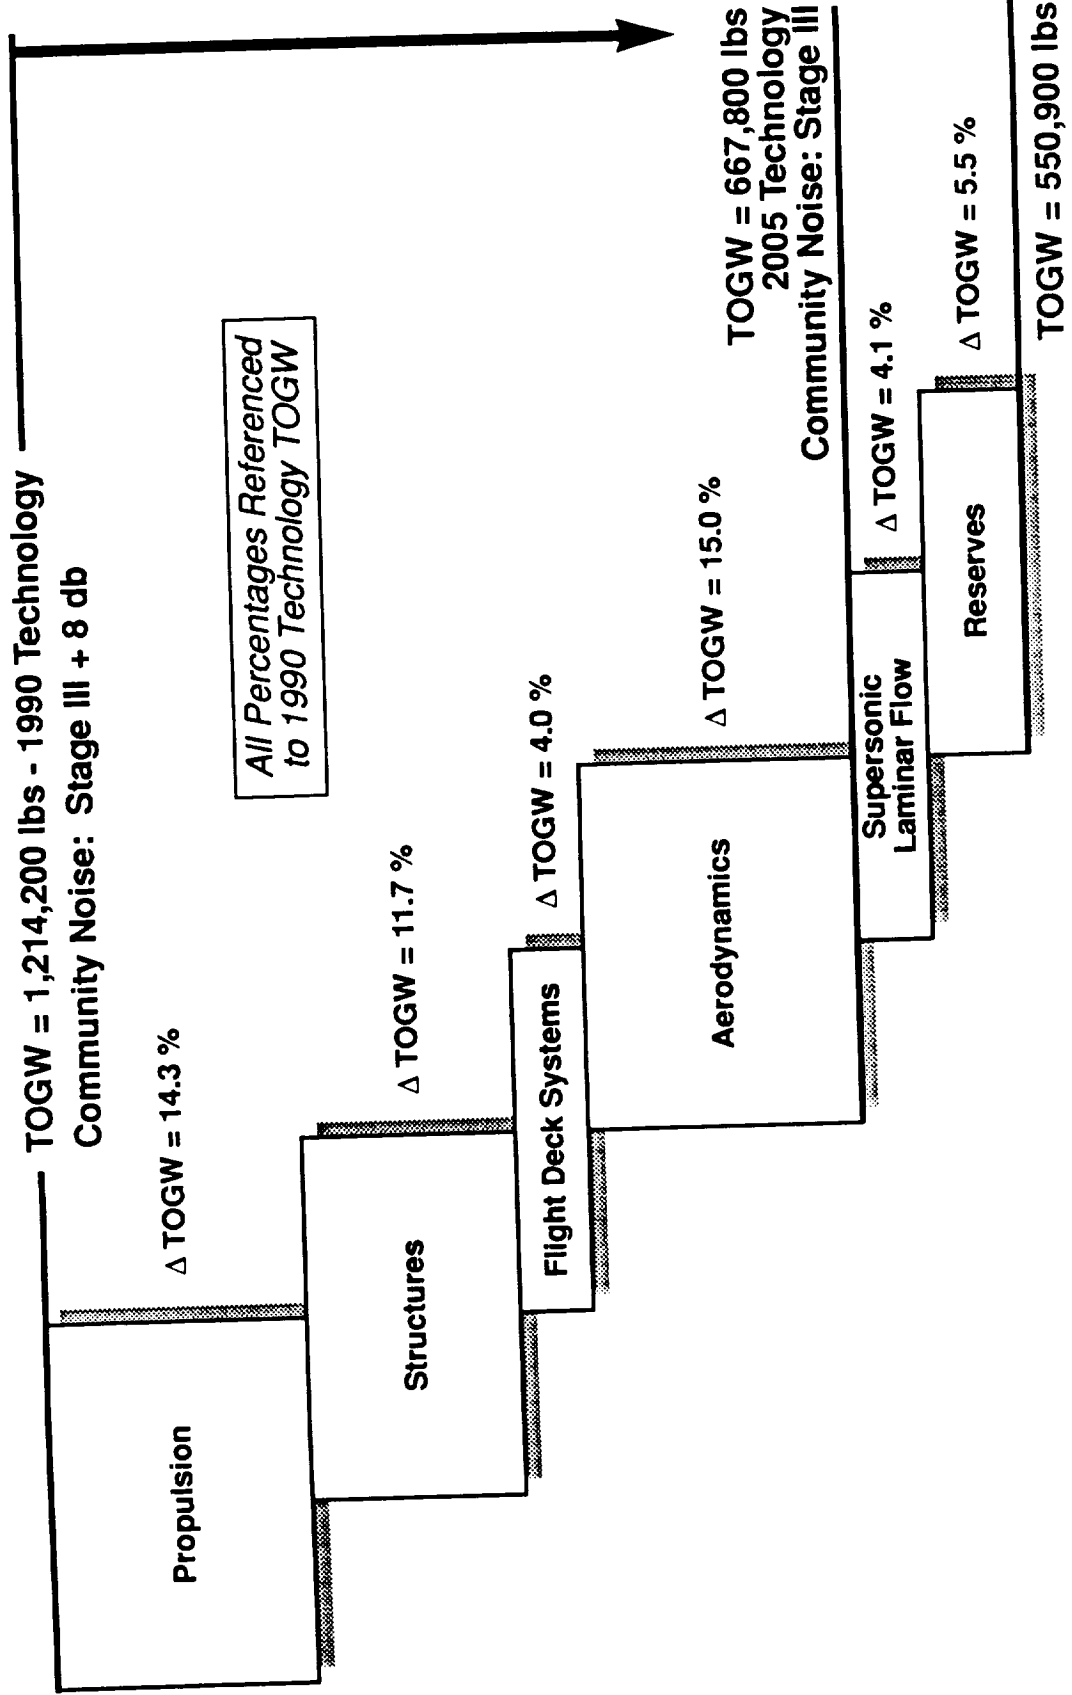 TOGW = 1,214,200 lbs - 1990 Technology
Community Noise: Stage III + 8 db
Propulsion
Δ TOGW = 14.3 %
All Percentages Referenced
to 1990 Technology TOGW
Structures
Δ TOGW = 11.7 %
Flight Deck Systems
Δ TOGW = 4.0 %
Aerodynamics
Δ TOGW = 15.0 %
TOGW = 667,800 lbs
2005 Technology
Community Noise: Stage III
Supersonic
Laminar Flow
Δ TOGW = 4.1 %
Reserves
Δ TOGW = 5.5 %
TOGW = 550,900 lbs